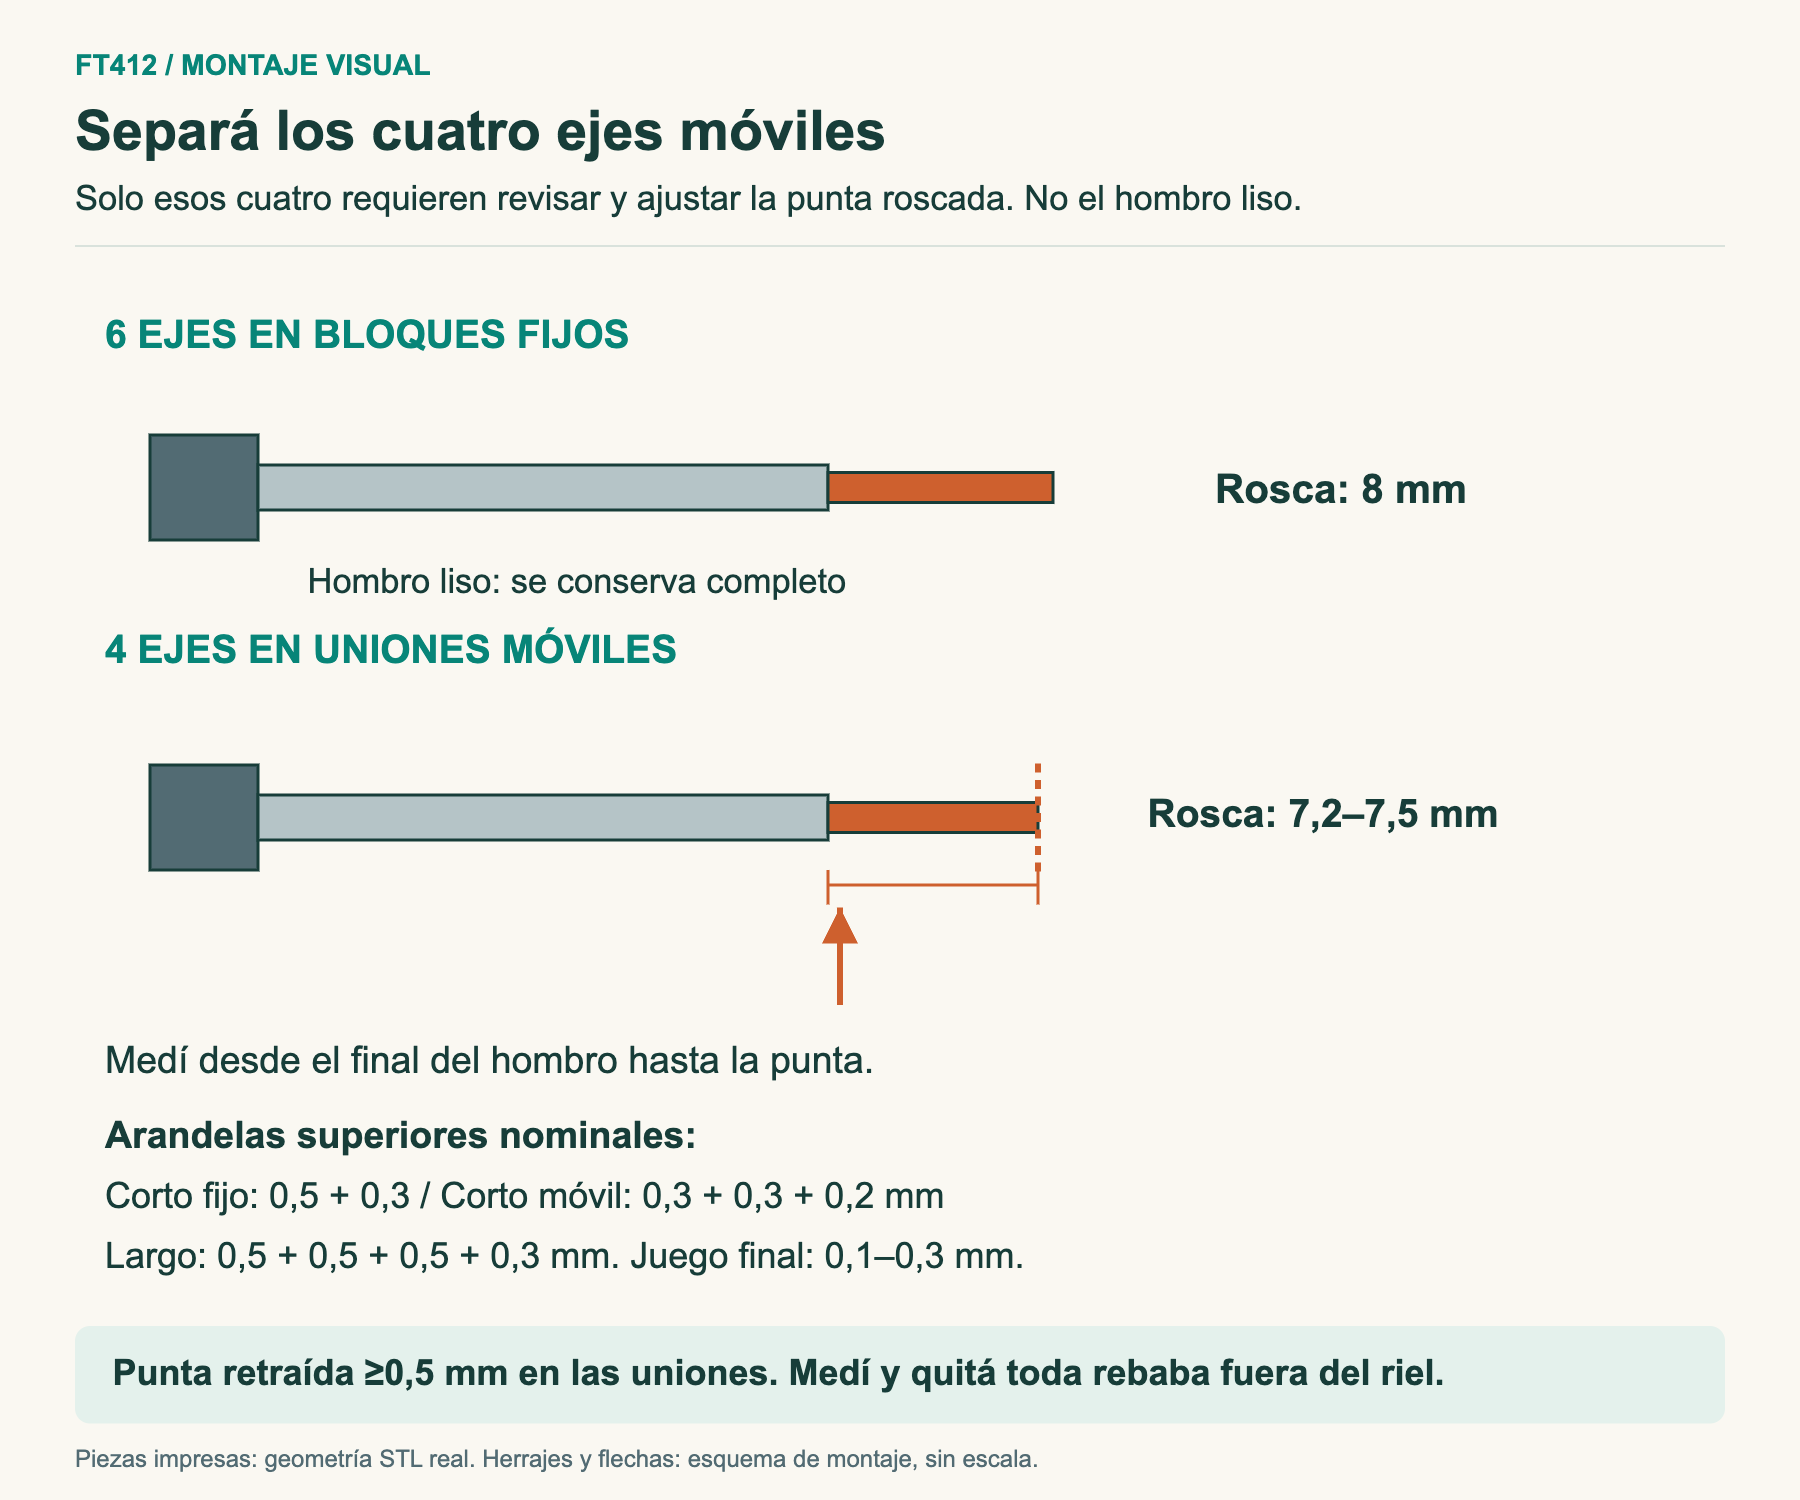 FT412 / MONTAJE VISUAL
Separá los cuatro ejes móviles
Solo esos cuatro requieren revisar y ajustar la punta roscada. No el hombro liso.
6 EJES EN BLOQUES FIJOS
Rosca: 8 mm
Hombro liso: se conserva completo
4 EJES EN UNIONES MÓVILES
Rosca: 7,2–7,5 mm
Medí desde el final del hombro hasta la punta.
Arandelas superiores nominales:
Corto fijo: 0,5 + 0,3 / Corto móvil: 0,3 + 0,3 + 0,2 mm
Largo: 0,5 + 0,5 + 0,5 + 0,3 mm. Juego final: 0,1–0,3 mm.
Punta retraída ≥0,5 mm en las uniones. Medí y quitá toda rebaba fuera del riel.
Piezas impresas: geometría STL real. Herrajes y flechas: esquema de montaje, sin escala.